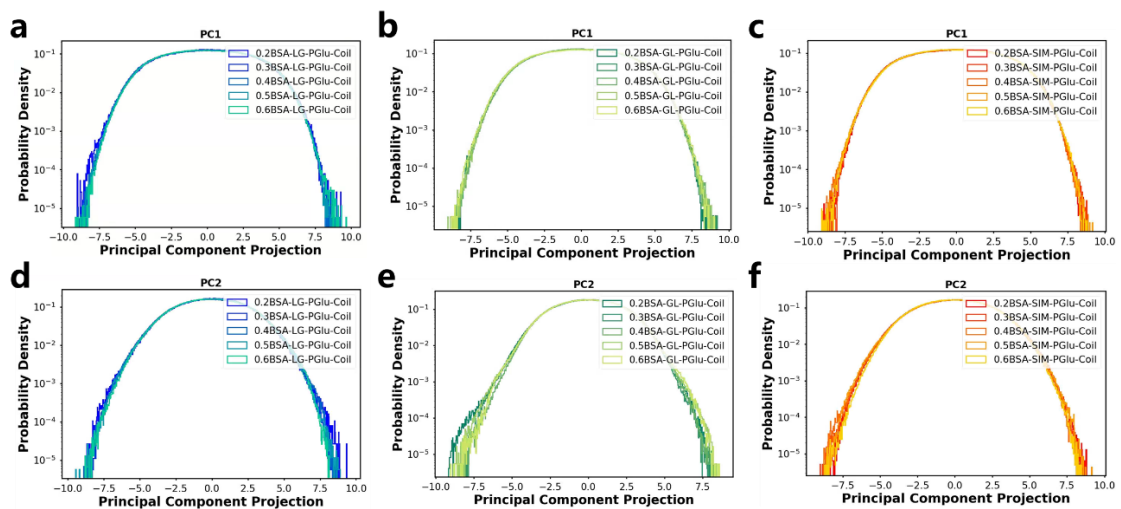 a
PC1
0.2BSA-LG-PGlu-Coil
0.3BSA-LG-PGlu-Coil
0.4BSA-LG-PGlu-Coil
0.5BSA-LG-PGlu-Coil
0.6BSA-LG-PGlu-Coil
Probability Density
10⁻¹
10⁻²
10⁻³
10⁻⁴
10⁻⁵
−10.0 −7.5 −5.0 −2.5 0.0 2.5 5.0 7.5 10.0
Principal Component Projection
b
PC1
0.2BSA-GL-PGlu-Coil
0.3BSA-GL-PGlu-Coil
0.4BSA-GL-PGlu-Coil
0.5BSA-GL-PGlu-Coil
0.6BSA-GL-PGlu-Coil
Probability Density
10⁻¹
10⁻²
10⁻³
10⁻⁴
10⁻⁵
−10.0 −7.5 −5.0 −2.5 0.0 2.5 5.0 7.5 10.0
Principal Component Projection
c
PC1
0.2BSA-SIM-PGlu-Coil
0.3BSA-SIM-PGlu-Coil
0.4BSA-SIM-PGlu-Coil
0.5BSA-SIM-PGlu-Coil
0.6BSA-SIM-PGlu-Coil
Probability Density
10⁻¹
10⁻²
10⁻³
10⁻⁴
10⁻⁵
−10.0 −7.5 −5.0 −2.5 0.0 2.5 5.0 7.5 10.0
Principal Component Projection
d
PC2
0.2BSA-LG-PGlu-Coil
0.3BSA-LG-PGlu-Coil
0.4BSA-LG-PGlu-Coil
0.5BSA-LG-PGlu-Coil
0.6BSA-LG-PGlu-Coil
Probability Density
10⁻¹
10⁻²
10⁻³
10⁻⁴
10⁻⁵
−10.0 −7.5 −5.0 −2.5 0.0 2.5 5.0 7.5 10.0
Principal Component Projection
e
PC2
0.2BSA-GL-PGlu-Coil
0.3BSA-GL-PGlu-Coil
0.4BSA-GL-PGlu-Coil
0.5BSA-GL-PGlu-Coil
0.6BSA-GL-PGlu-Coil
Probability Density
10⁻¹
10⁻²
10⁻³
10⁻⁴
10⁻⁵
−10.0 −7.5 −5.0 −2.5 0.0 2.5 5.0 7.5
Principal Component Projection
f
PC2
0.2BSA-SIM-PGlu-Coil
0.3BSA-SIM-PGlu-Coil
0.4BSA-SIM-PGlu-Coil
0.5BSA-SIM-PGlu-Coil
0.6BSA-SIM-PGlu-Coil
Probability Density
10⁻¹
10⁻²
10⁻³
10⁻⁴
10⁻⁵
−10.0 −7.5 −5.0 −2.5 0.0 2.5 5.0 7.5 10.0
Principal Component Projection